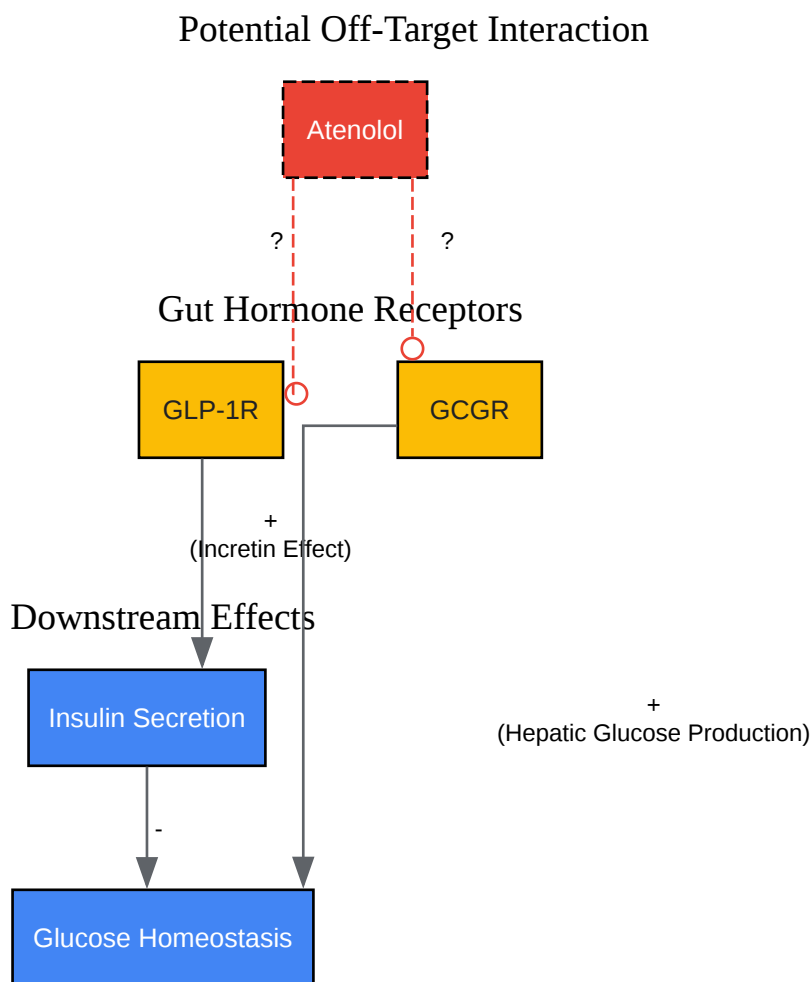 Potential Off-Target Interaction
Atenolol
?
?
Gut Hormone Receptors
GLP-1R
GCGR
+
(Incretin Effect)
Downstream Effects
Insulin Secretion
+
(Hepatic Glucose Production)
-
Glucose Homeostasis